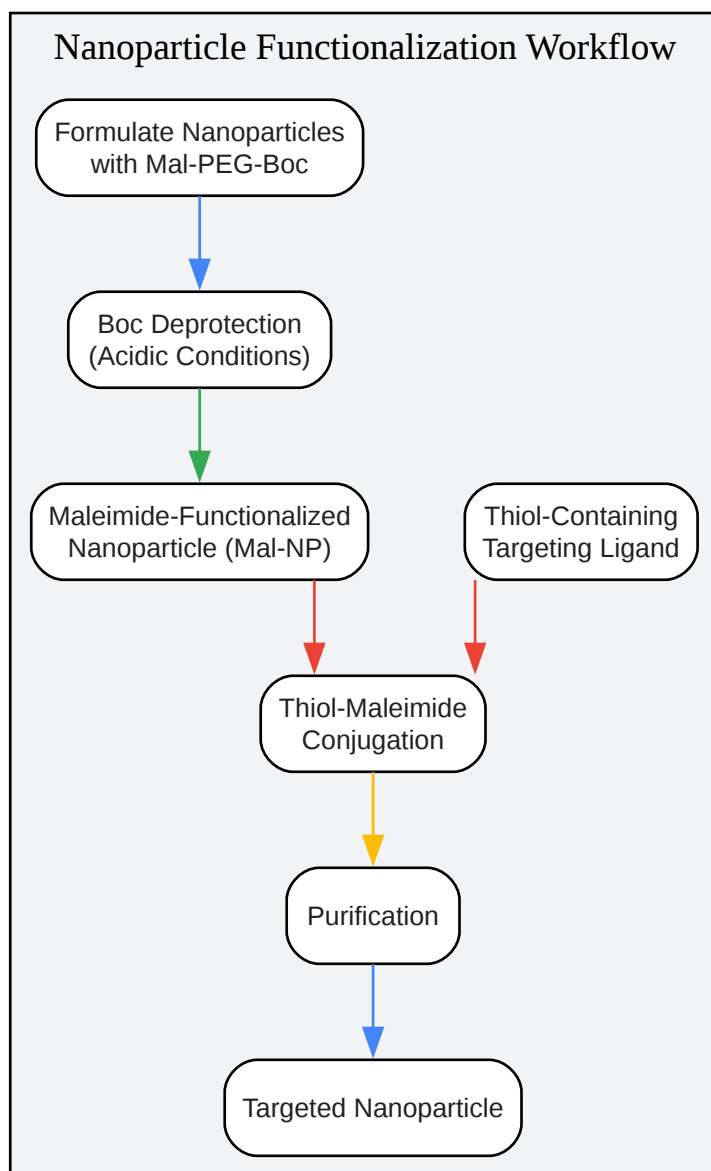 Nanoparticle Functionalization Workflow
Formulate Nanoparticles
with Mal-PEG-Boc
Boc Deprotection
(Acidic Conditions)
Maleimide-Functionalized
Nanoparticle (Mal-NP)
Thiol-Containing
Targeting Ligand
Thiol-Maleimide
Conjugation
Purification
Targeted Nanoparticle